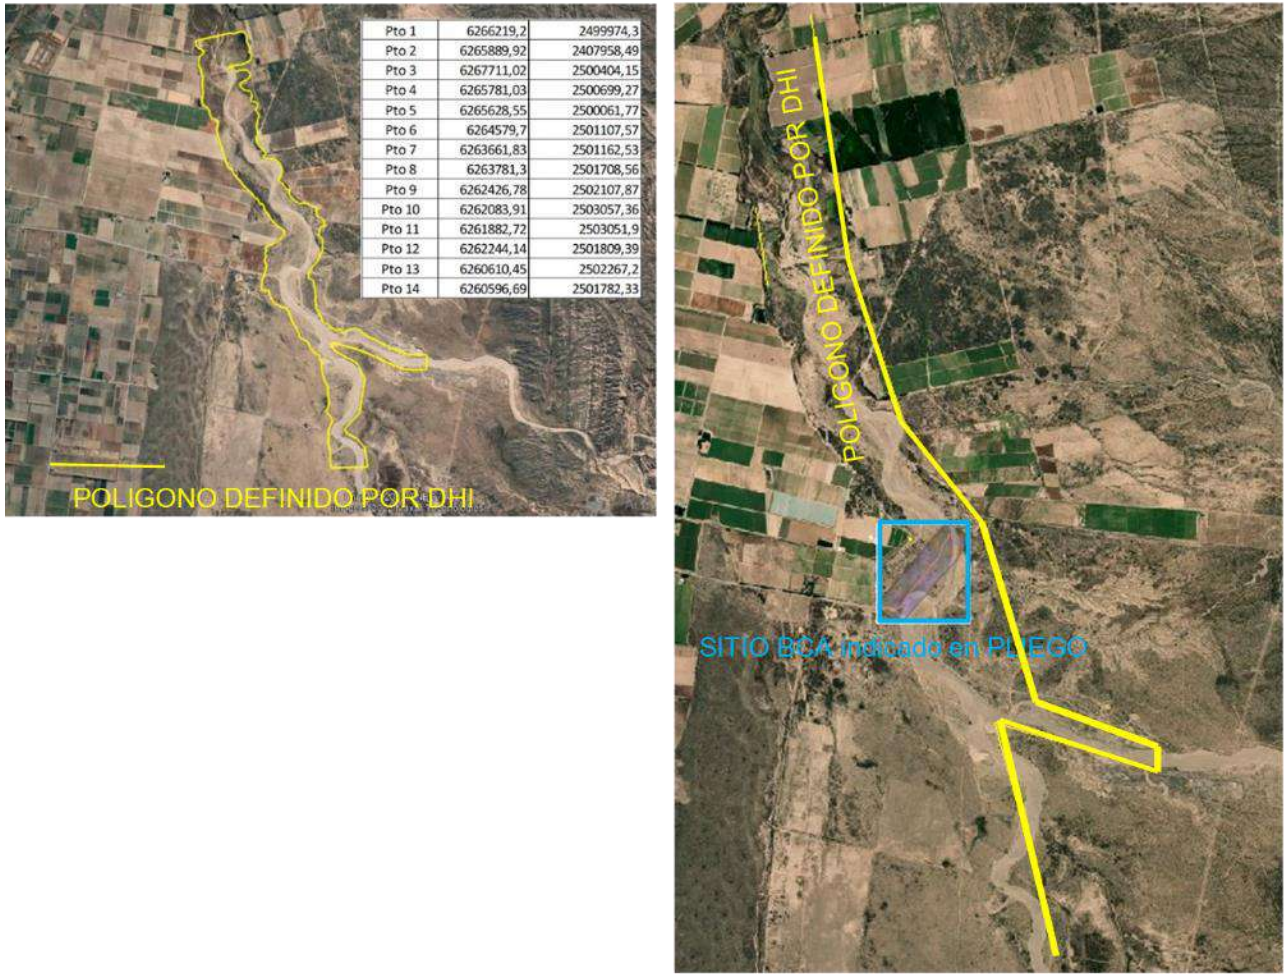 Pto 1 6266219,2 2499974,3
Pto 2 6265889,92 2407958,49
Pto 3 6267711,02 2500404,15
Pto 4 6265781,03 2500699,27
Pto 5 6265628,55 2500061,77
Pto 6 6264579,7 2501107,57
Pto 7 6263661,83 2501162,53
Pto 8 6263781,3 2501708,56
Pto 9 6262426,78 2502107,87
Pto 10 6262083,91 2503057,36
Pto 11 6261882,72 2503051,9
Pto 12 6262244,14 2501809,39
Pto 13 6260610,45 2502267,2
Pto 14 6260596,69 2501782,33
POLIGONO DEFINIDO POR DHI
POLIGONO DEFINIDO POR DHI
SITIO BCA indicado en PLIEGO